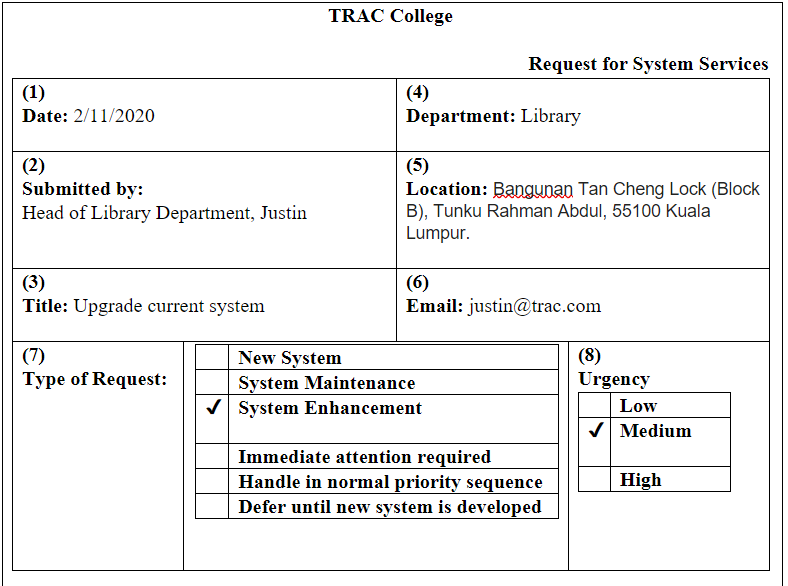 TRAC College
Request for System Services
(1)
Date: 2/11/2020
(4)
Department: Library
(2)
Submitted by:
Head of Library Department, Justin
(5)
Location: Bangunan Tan Cheng Lock (Block
B), Tunku Rahman Abdul, 55100 Kuala
Lumpur.
(3)
Title: Upgrade current system
(6)
Email: justin@trac.com
(7)
Type of Request:
New System
System Maintenance
✓ System Enhancement
Immediate attention required
Handle in normal priority sequence
Defer until new system is developed
(8)
Urgency
Low
✓ Medium
High